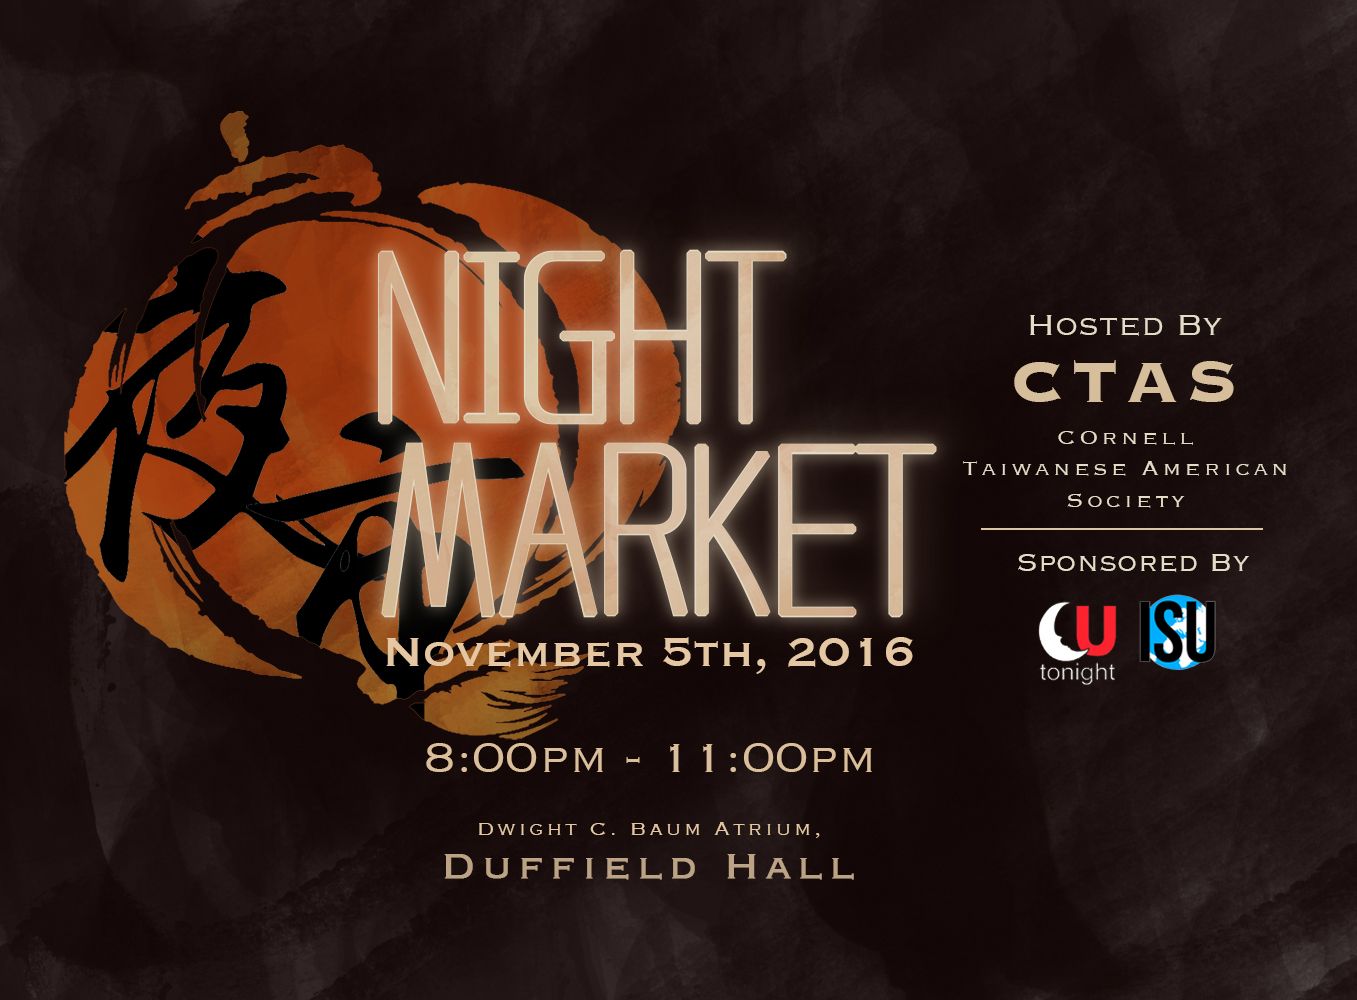 夜市
NIGHT
MARKET
November 5th, 2016
8:00pm - 11:00pm
Dwight C. Baum Atrium,
Duffield Hall
Hosted By
CTAS
COrnell
Taiwanese American
Society
Sponsored By
CU
tonight
ISU